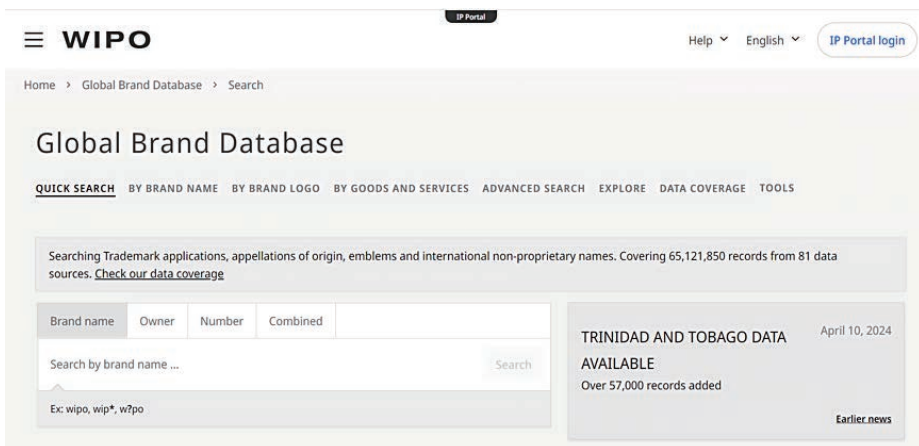 IP Portal
WIPO
Help
English
IP Portal login
Home > Global Brand Database > Search
Global Brand Database
QUICK SEARCH BY BRAND NAME BY BRAND LOGO BY GOODS AND SERVICES ADVANCED SEARCH EXPLORE DATA COVERAGE TOOLS
Searching Trademark applications, appellations of origin, emblems and international non-proprietary names. Covering 65,121,850 records from 81 data
sources. Check our data coverage
Brand name Owner Number Combined
Search by brand name ... Search
Ex: wipo, wip*, w?po
TRINIDAD AND TOBAGO DATA April 10, 2024
AVAILABLE
Over 57,000 records added
Earlier news